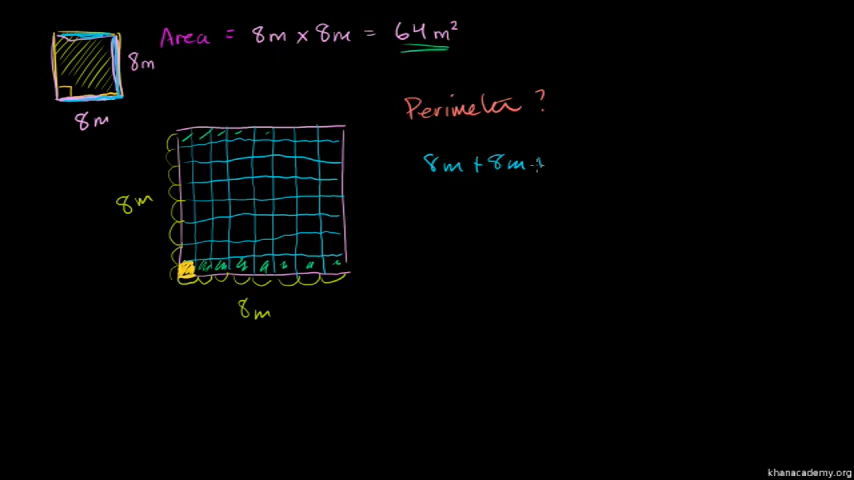 Area = 8m x 8m = 64 m²
8m
8m
Perimeter ?
8m + 8m +
8m
8m
khanacademy.org